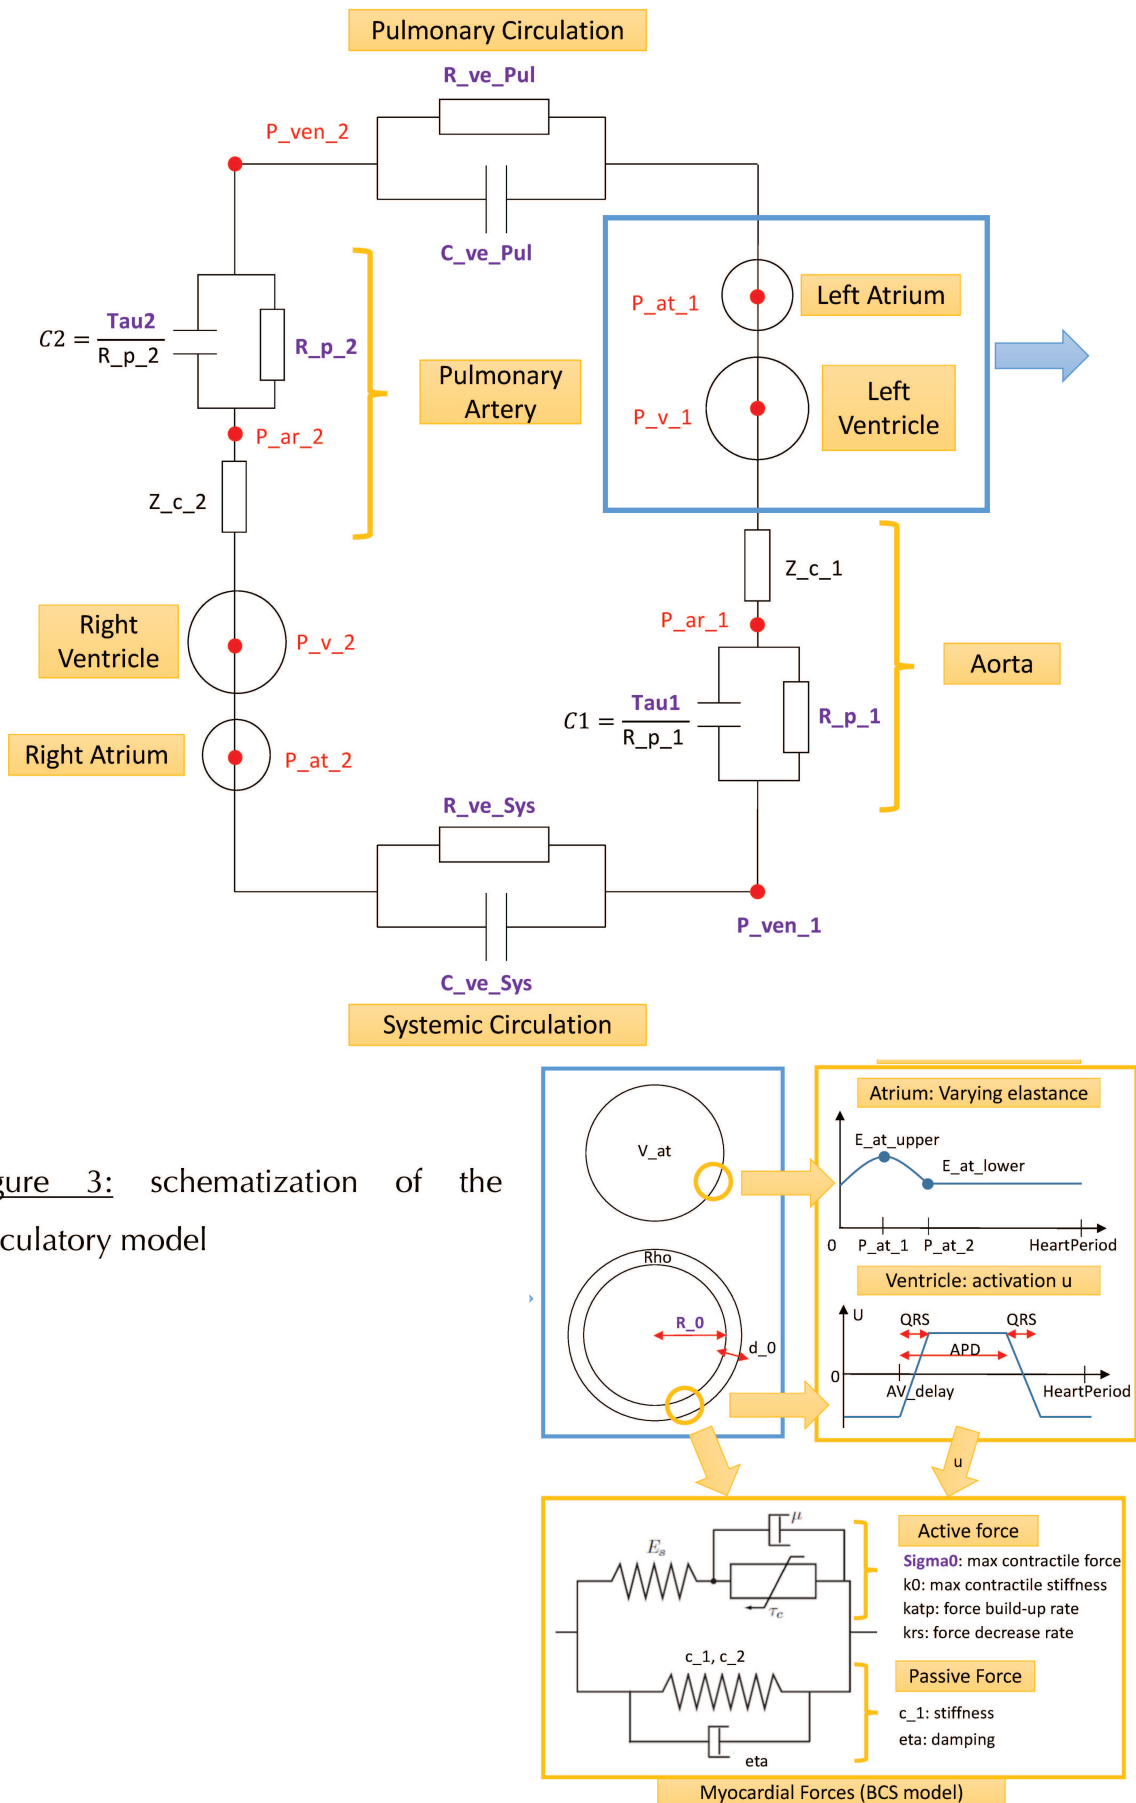 Pulmonary Circulation
R_ve_Pul
P_ven_2
C_ve_Pul
P_at_1
Left Atrium
C2 = Tau2
R_p_2
R_p_2
Pulmonary
Artery
P_v_1
Left
Ventricle
P_ar_2
Z_c_2
Z_c_1
Right
Ventricle
P_v_2
P_ar_1
Aorta
C1 = Tau1
R_p_1
R_p_1
Right Atrium
P_at_2
R_ve_Sys
P_ven_1
C_ve_Sys
Systemic Circulation
gure 3: schematization of the
culatory model
V_at
Rho
R_0
d_0
Atrium: Varying elastance
E_at_upper
E_at_lower
0 P_at_1 P_at_2 HeartPeriod
Ventricle: activation u
U
QRS
QRS
APD
0
AV_delay
HeartPeriod
u
μ
E_s
τ_c
c_1, c_2
eta
Active force
Sigma0: max contractile force
k0: max contractile stiffness
katp: force build-up rate
krs: force decrease rate
Passive Force
c_1: stiffness
eta: damping
Myocardial Forces (BCS model)